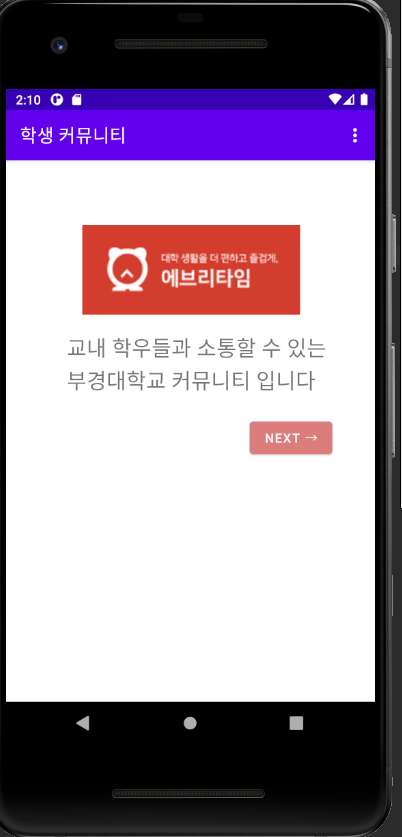 2:10
학생 커뮤니티
대학 생활을 더 편하고 즐겁게,
에브리타임
교내 학우들과 소통할 수 있는
부경대학교 커뮤니티 입니다
NEXT →